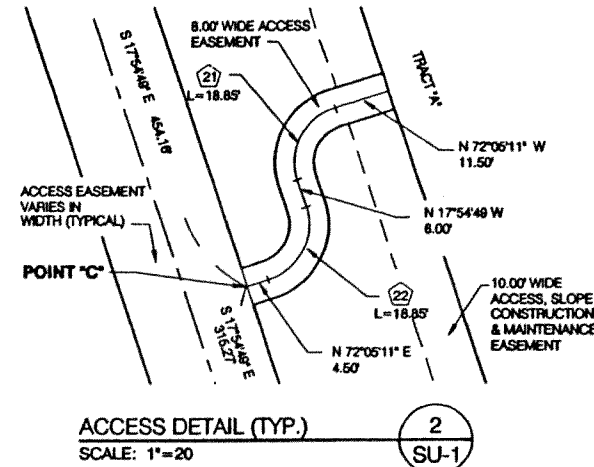 8.00' WIDE ACCESS
EASEMENT
S 17°54'49" E
454.16'
21
L=18.85'
TRACT "A"
N 72°05'11" W
11.50'
ACCESS EASEMENT
VARIES IN
WIDTH (TYPICAL)
N 17°54'49 W
6.00'
POINT "C"
22
L=18.85'
10.00' WIDE
ACCESS, SLOPE
CONSTRUCTION
& MAINTENANCE
EASEMENT
S 17°54'49" E
316.27'
N 72°05'11" E
4.50'
ACCESS DETAIL (TYP.)
SCALE: 1"=20
2
SU-1